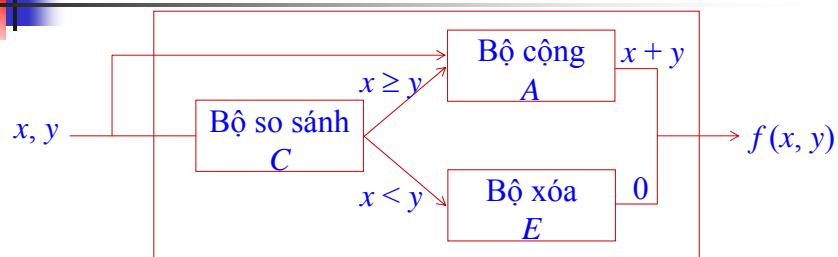 Bộ cộng
A
x + y
x ≥ y
x, y
Bộ so sánh
C
f (x, y)
x < y
Bộ xóa
E
0